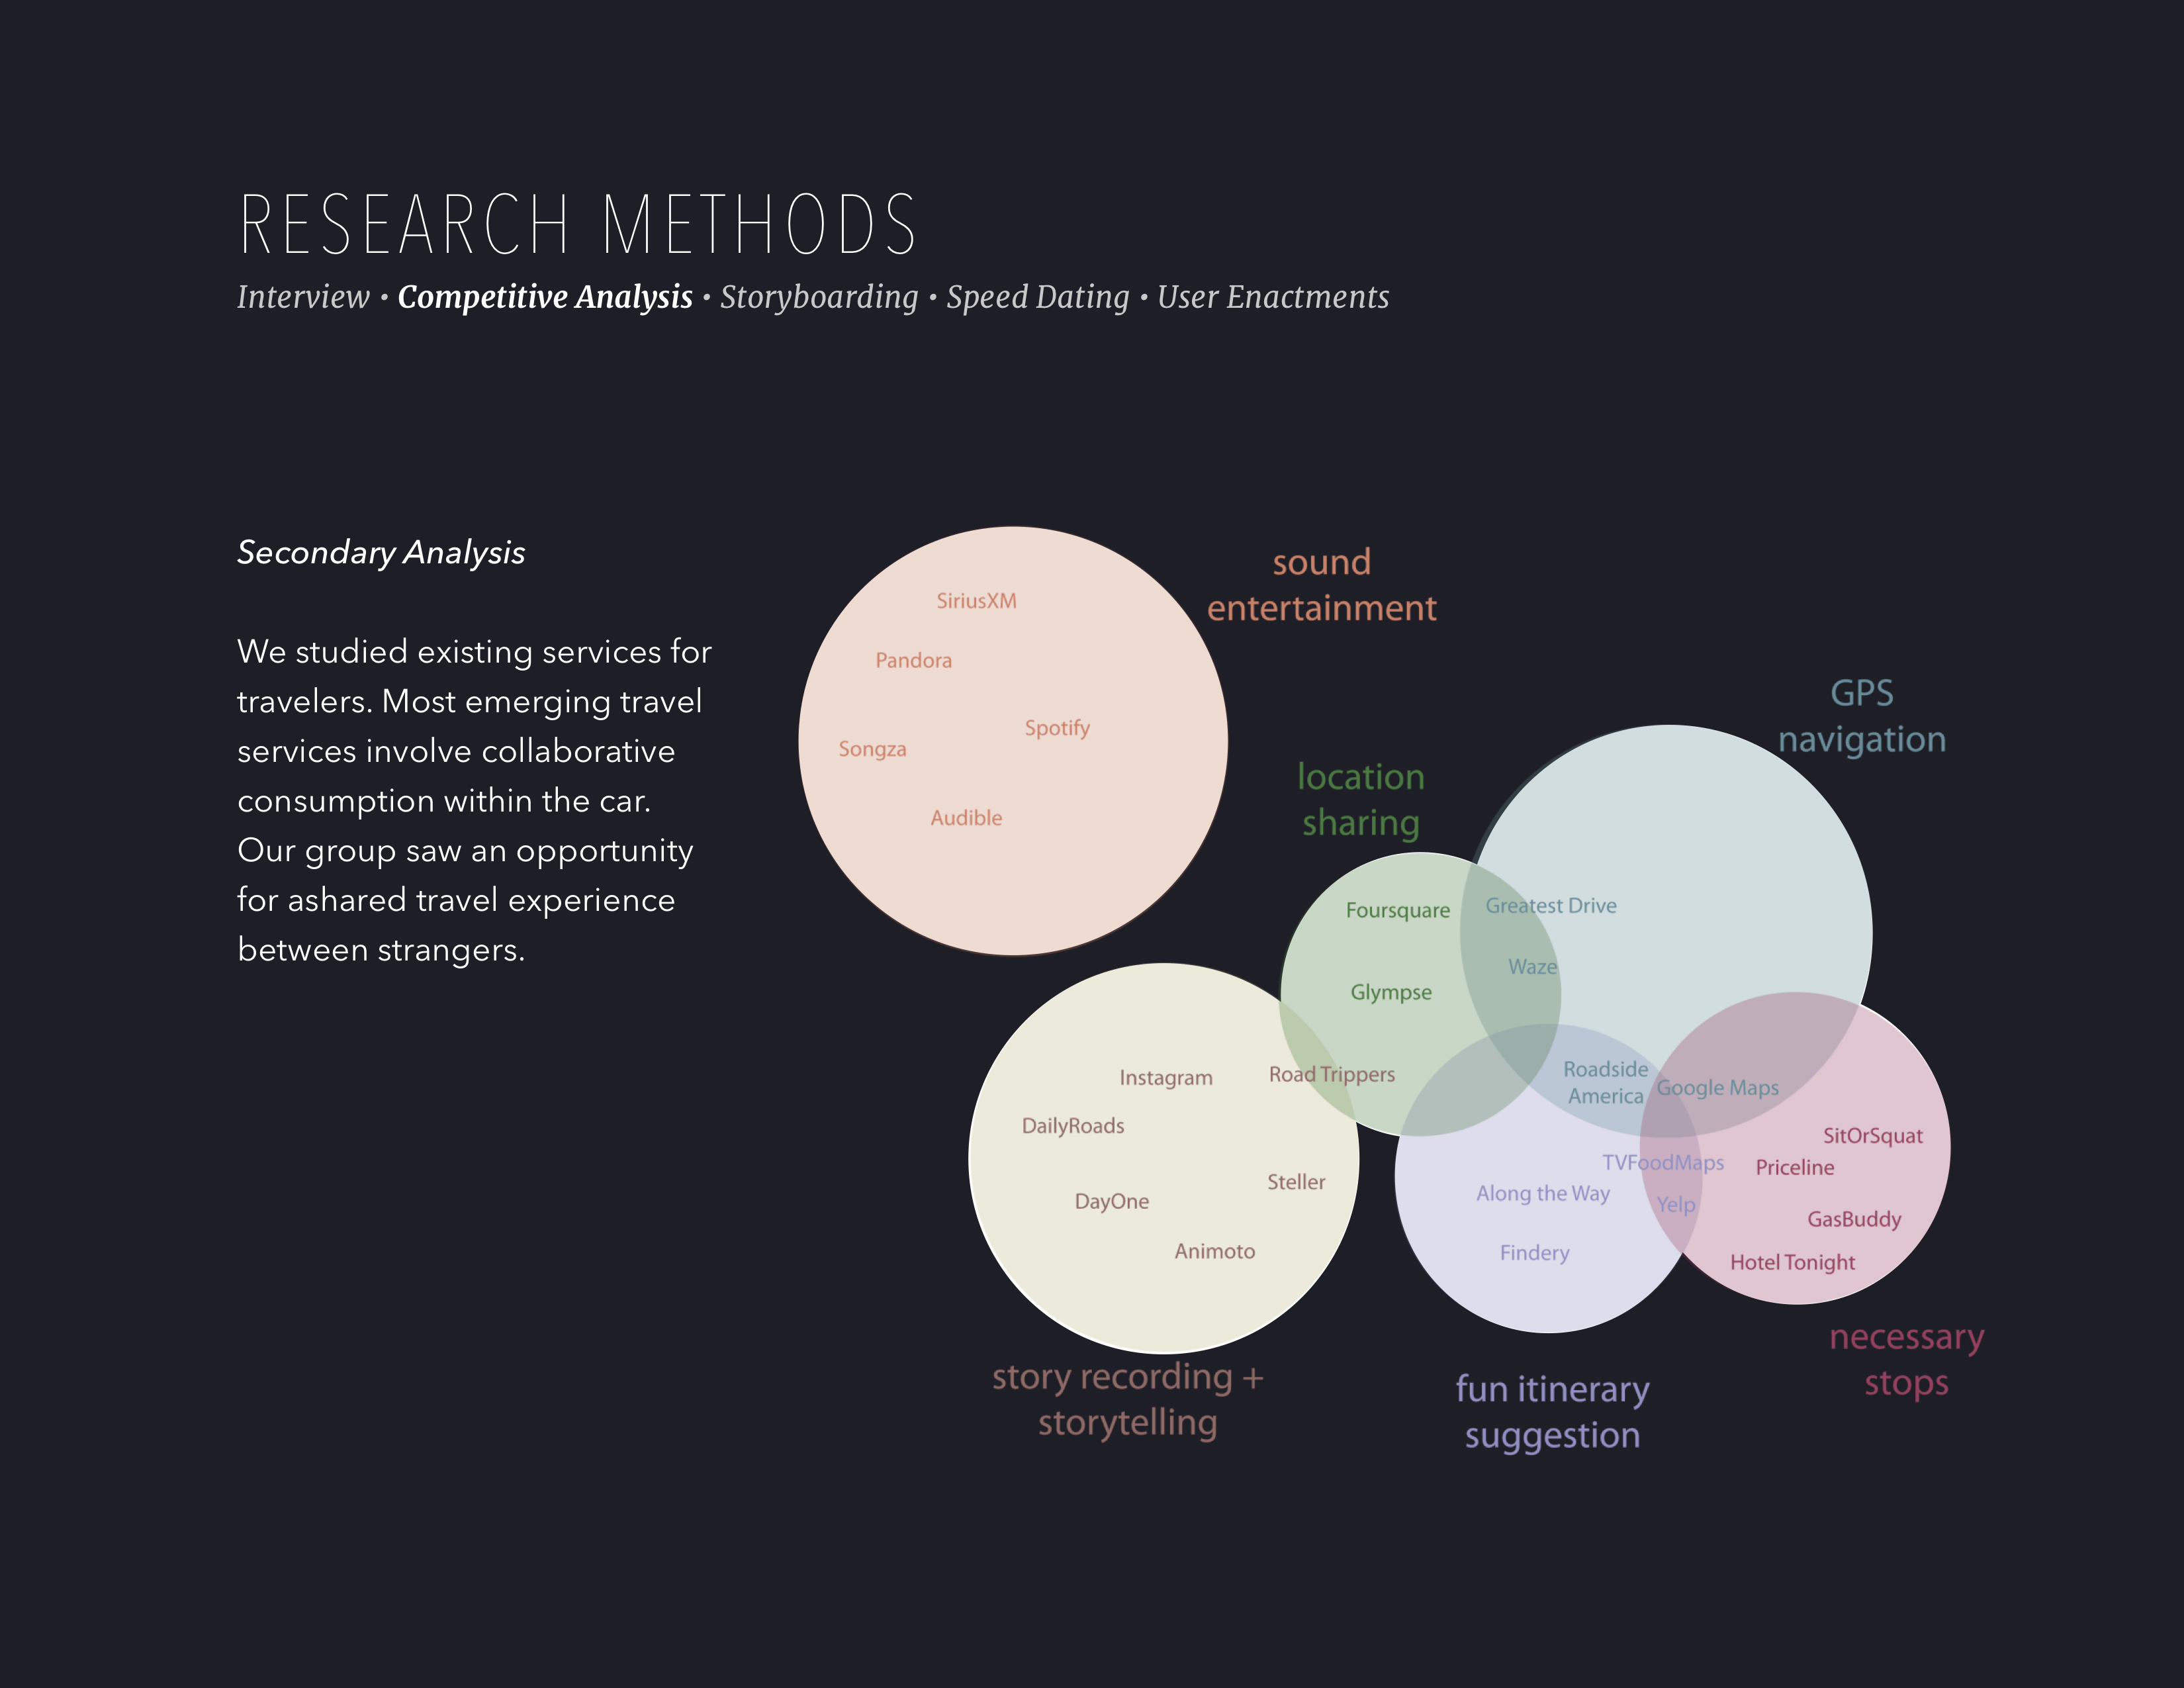 RESEARCH METHODS
Interview • Competitive Analysis • Storyboarding • Speed Dating • User Enactments
Secondary Analysis
We studied existing services for
travelers. Most emerging travel
services involve collaborative
consumption within the car.
Our group saw an opportunity
for ashared travel experience
between strangers.
sound
entertainment
SiriusXM
Pandora
Spotify
Songza
Audible
GPS
navigation
location
sharing
Foursquare
Greatest Drive
Waze
Glympse
Instagram
Road Trippers
DailyRoads
Steller
DayOne
Animoto
Roadside
America
Google Maps
SitOrSquat
TVFoodMaps
Priceline
Along the Way
Yelp
GasBuddy
Findery
Hotel Tonight
story recording +
storytelling
fun itinerary
suggestion
necessary
stops